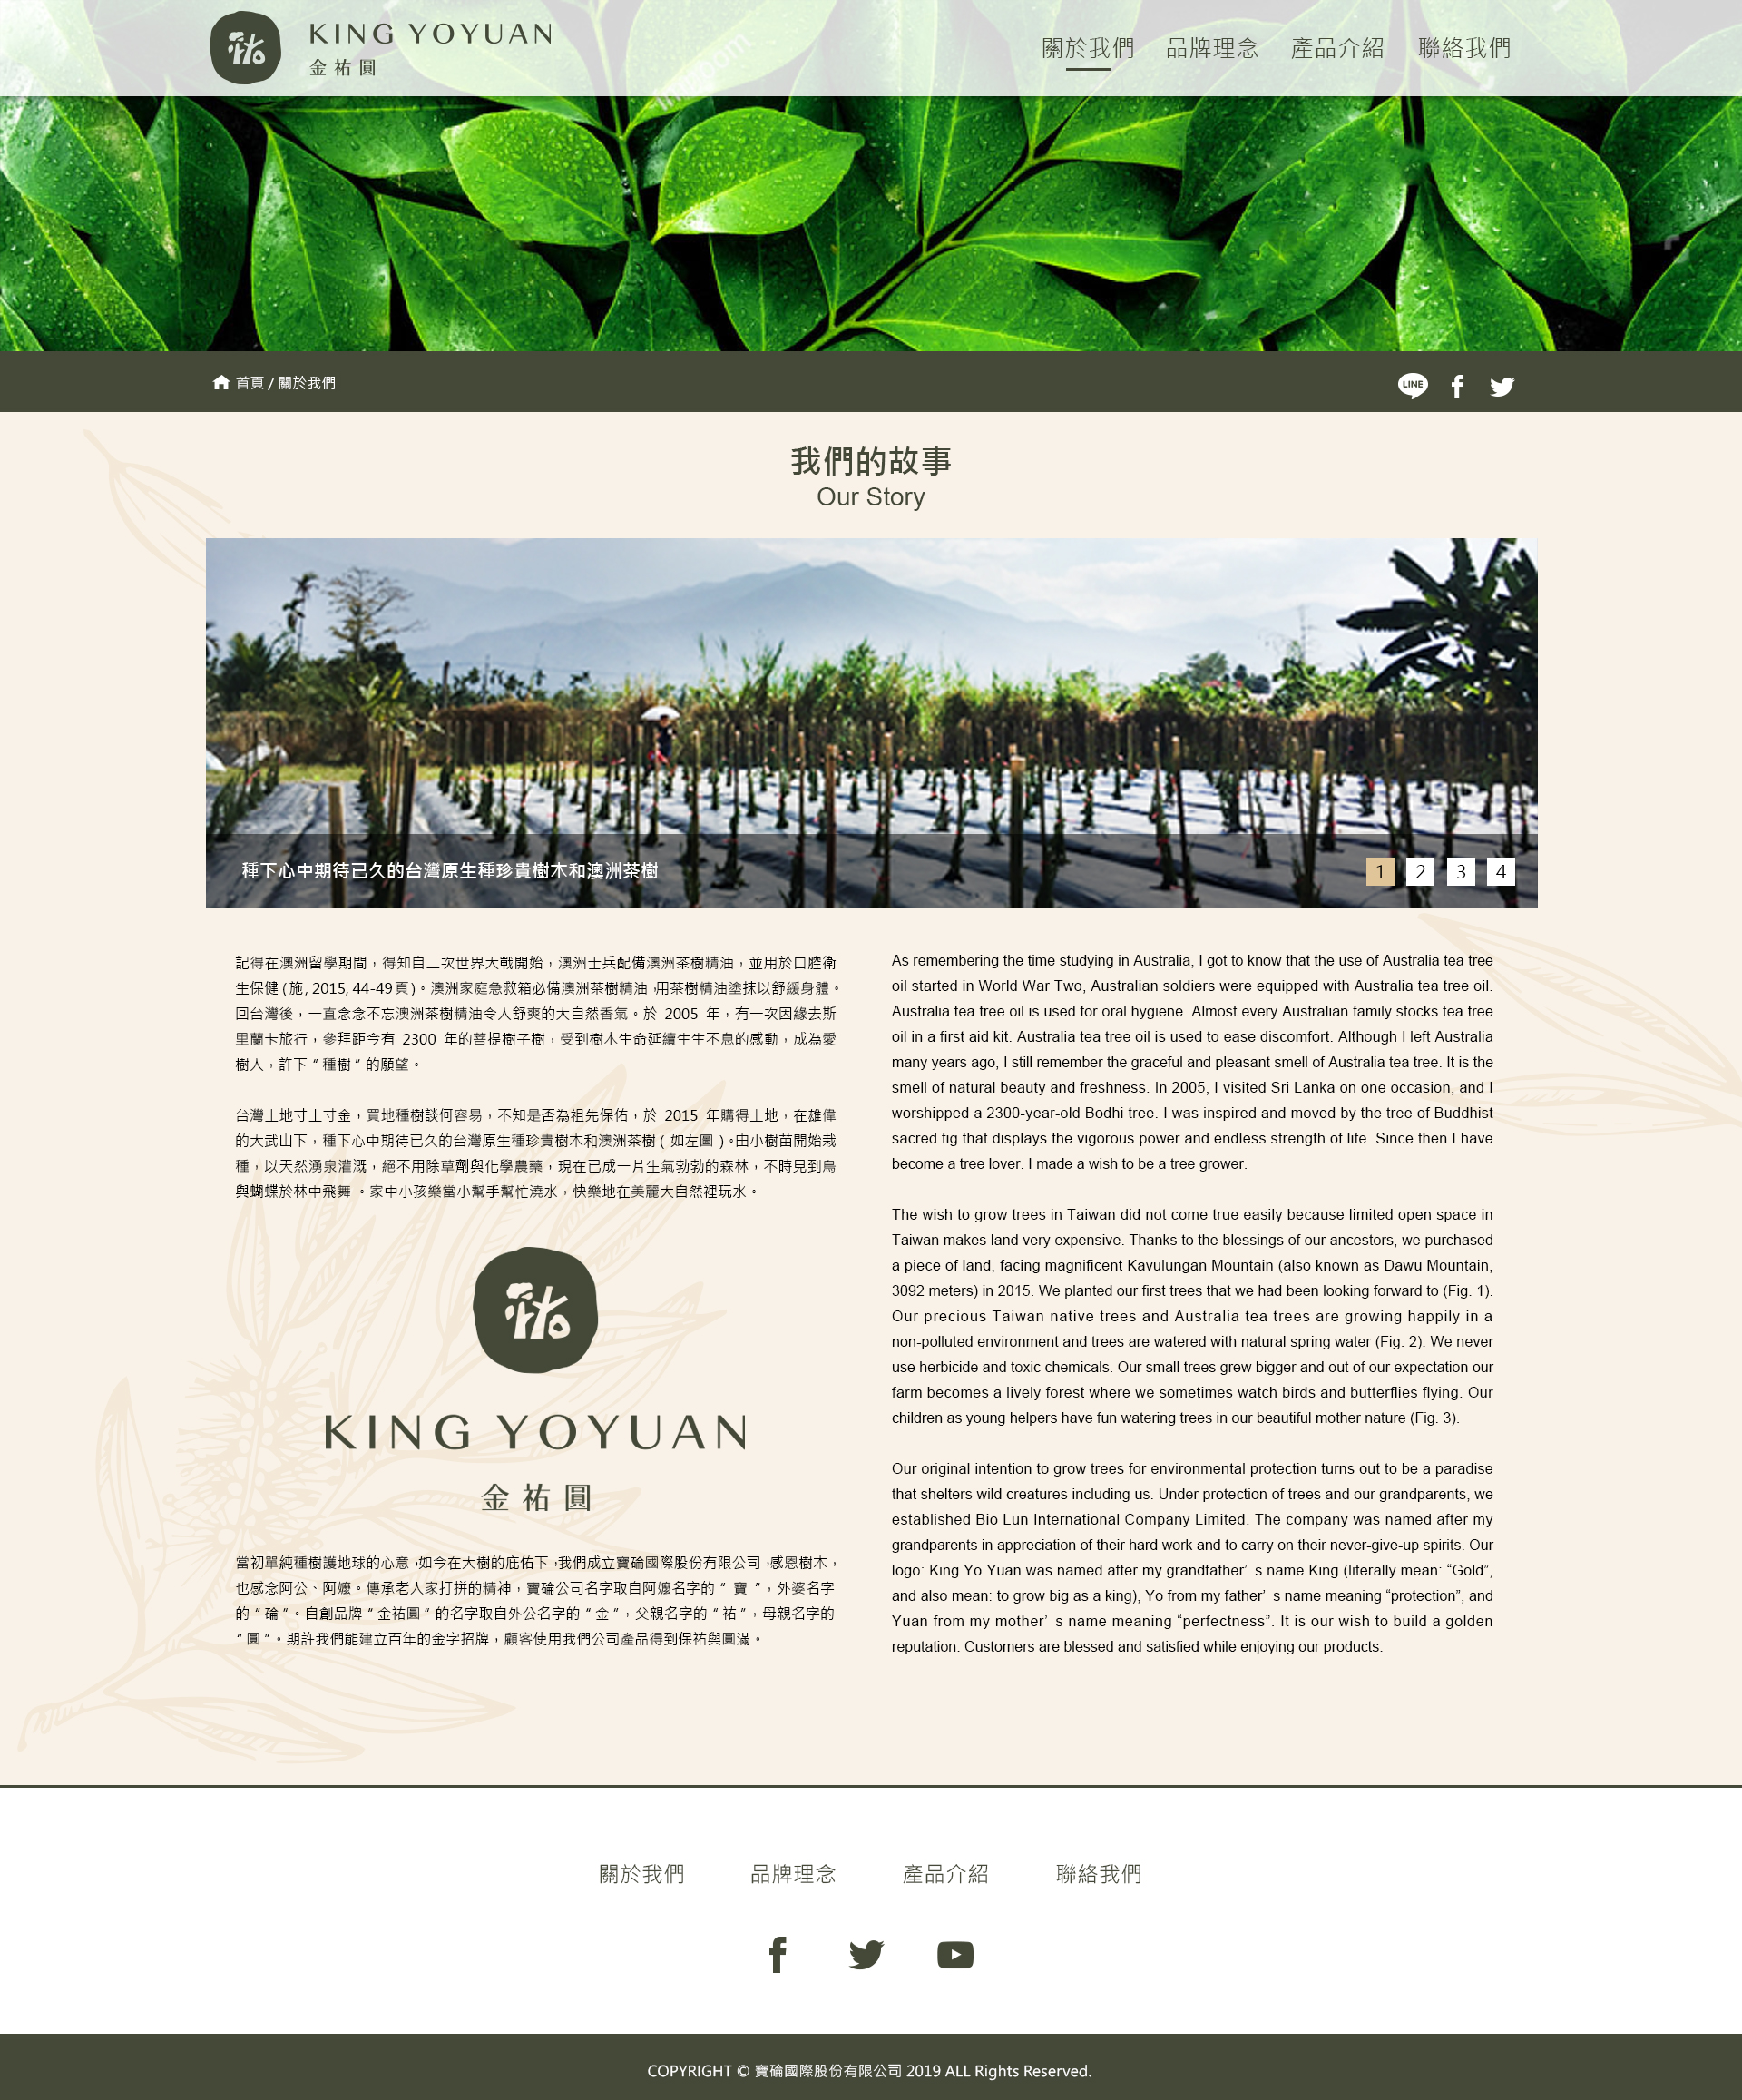 祐
KING YOYUAN
金祐圓
關於我們 品牌理念 產品介紹 聯絡我們
首頁 / 關於我們
LINE
我們的故事
Our Story
種下心中期待已久的台灣原生種珍貴樹木和澳洲茶樹
1 2 3 4
記得在澳洲留學期間，得知自二次世界大戰開始，澳洲士兵配備澳洲茶樹精油，並用於口腔衛
生保健 (施, 2015, 44-49頁)。澳洲家庭急救箱必備澳洲茶樹精油，用茶樹精油塗抹以舒緩身體。
回台灣後，一直念念不忘澳洲茶樹精油令人舒爽的大自然香氣。於 2005 年，有一次因緣去斯
里蘭卡旅行，參拜距今有 2300 年的菩提樹子樹，受到樹木生命延續生生不息的感動，成為愛
樹人，許下 " 種樹 " 的願望。
台灣土地寸土寸金，買地種樹談何容易，不知是否為祖先保佑，於 2015 年購得土地，在雄偉
的大武山下，種下心中期待已久的台灣原生種珍貴樹木和澳洲茶樹 ( 如左圖 )。由小樹苗開始栽
種，以天然湧泉灌溉，絕不用除草劑與化學農藥，現在已成一片生氣勃勃的森林，不時見到鳥
與蝴蝶於林中飛舞 。家中小孩樂當小幫手幫忙澆水，快樂地在美麗大自然裡玩水。
祐
KING YOYUAN
金祐圓
當初單純種樹護地球的心意，如今在大樹的庇佑下，我們成立寶碖國際股份有限公司，感恩樹木，
也感念阿公、阿嬤。傳承老人家打拼的精神，寶碖公司名字取自阿嬤名字的 " 寶 "，外婆名字
的 " 碖 "。自創品牌 " 金祐圓 " 的名字取自外公名字的 " 金 "，父親名字的 " 祐 "，母親名字的
" 圓 "。期許我們能建立百年的金字招牌，顧客使用我們公司產品得到保祐與圓滿。
As remembering the time studying in Australia, I got to know that the use of Australia tea tree
oil started in World War Two, Australian soldiers were equipped with Australia tea tree oil.
Australia tea tree oil is used for oral hygiene. Almost every Australian family stocks tea tree
oil in a first aid kit. Australia tea tree oil is used to ease discomfort. Although I left Australia
many years ago, I still remember the graceful and pleasant smell of Australia tea tree. It is the
smell of natural beauty and freshness. In 2005, I visited Sri Lanka on one occasion, and I
worshipped a 2300-year-old Bodhi tree. I was inspired and moved by the tree of Buddhist
sacred fig that displays the vigorous power and endless strength of life. Since then I have
become a tree lover. I made a wish to be a tree grower.
The wish to grow trees in Taiwan did not come true easily because limited open space in
Taiwan makes land very expensive. Thanks to the blessings of our ancestors, we purchased
a piece of land, facing magnificent Kavulungan Mountain (also known as Dawu Mountain,
3092 meters) in 2015. We planted our first trees that we had been looking forward to (Fig. 1).
Our precious Taiwan native trees and Australia tea trees are growing happily in a
non-polluted environment and trees are watered with natural spring water (Fig. 2). We never
use herbicide and toxic chemicals. Our small trees grew bigger and out of our expectation our
farm becomes a lively forest where we sometimes watch birds and butterflies flying. Our
children as young helpers have fun watering trees in our beautiful mother nature (Fig. 3).
Our original intention to grow trees for environmental protection turns out to be a paradise
that shelters wild creatures including us. Under protection of trees and our grandparents, we
established Bio Lun International Company Limited. The company was named after my
grandparents in appreciation of their hard work and to carry on their never-give-up spirits. Our
logo: King Yo Yuan was named after my grandfather’ s name King (literally mean: “Gold”,
and also mean: to grow big as a king), Yo from my father’ s name meaning “protection”, and
Yuan from my mother’ s name meaning “perfectness”. It is our wish to build a golden
reputation. Customers are blessed and satisfied while enjoying our products.
關於我們 品牌理念 產品介紹 聯絡我們
COPYRIGHT © 寶碖國際股份有限公司 2019 ALL Rights Reserved.